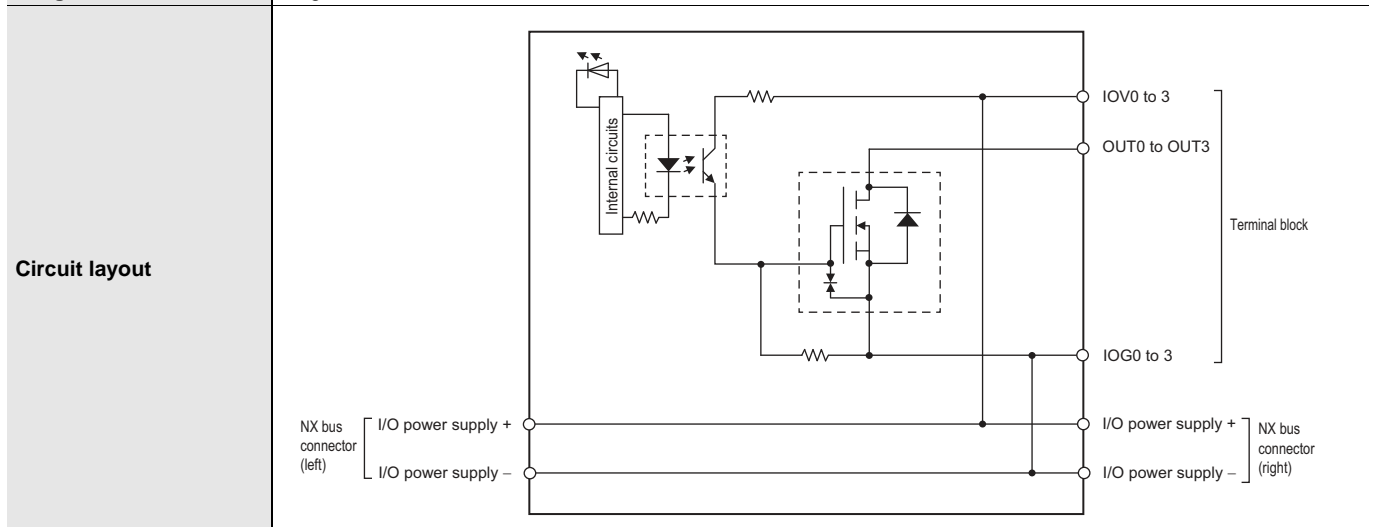 Circuit layout
Internal circuits
IOV0 to 3
OUT0 to OUT3
Terminal block
IOG0 to 3
NX bus
connector
(left)
I/O power supply +
I/O power supply –
I/O power supply +
I/O power supply –
NX bus
connector
(right)